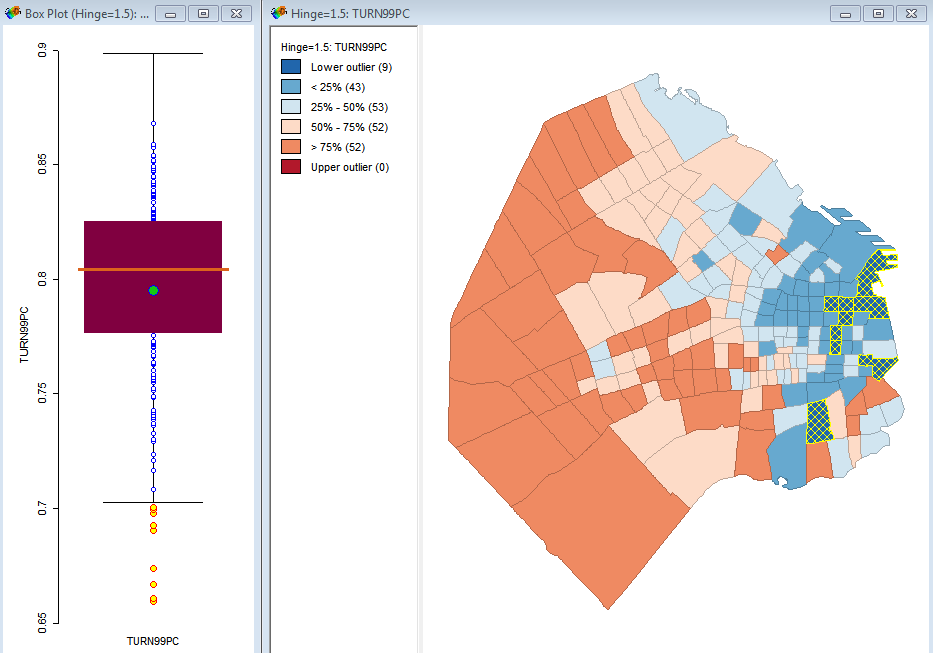 Box Plot (Hinge=1.5): ...
0.9
0.85
0.8
0.75
0.7
0.65
TURN99PC
TURN99PC
Hinge=1.5: TURN99PC
Hinge=1.5: TURN99PC
Lower outlier (9)
< 25% (43)
25% - 50% (53)
50% - 75% (52)
> 75% (52)
Upper outlier (0)